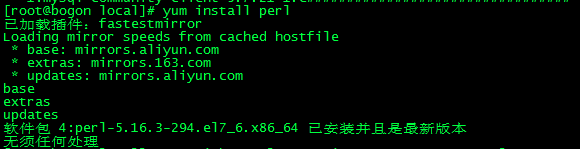 [root@bogon local]# yum install perl
已加载插件：fastestmirror
Loading mirror speeds from cached hostfile
 * base: mirrors.aliyun.com
 * extras: mirrors.163.com
 * updates: mirrors.aliyun.com
base
extras
updates
软件包 4:perl-5.16.3-294.el7_6.x86_64 已安装并且是最新版本
无须任何处理